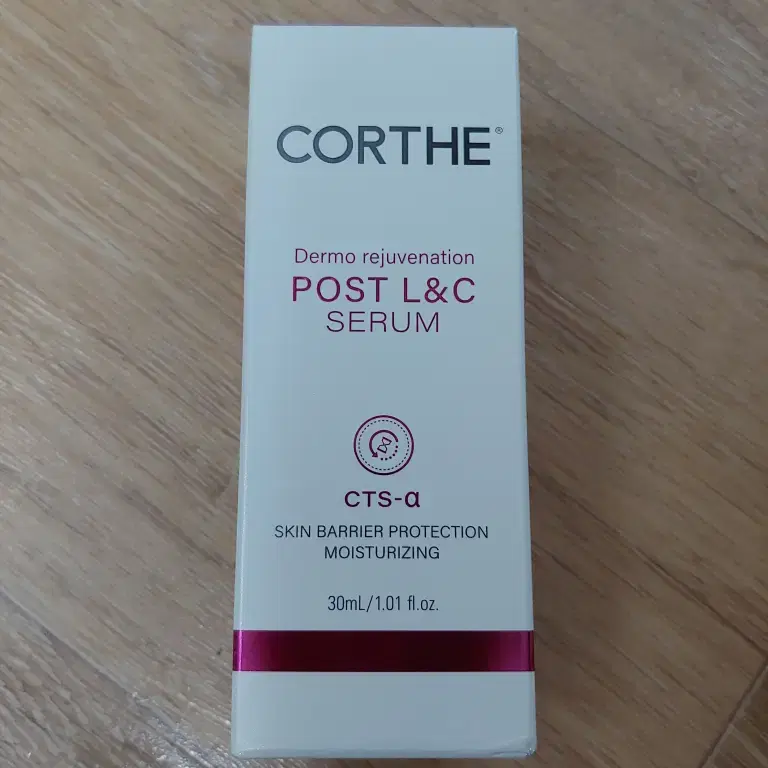 CORTHE®
Dermo rejuvenation
POST L&C
SERUM
CTS-α
SKIN BARRIER PROTECTION
MOISTURIZING
30mL/1.01 fl.oz.